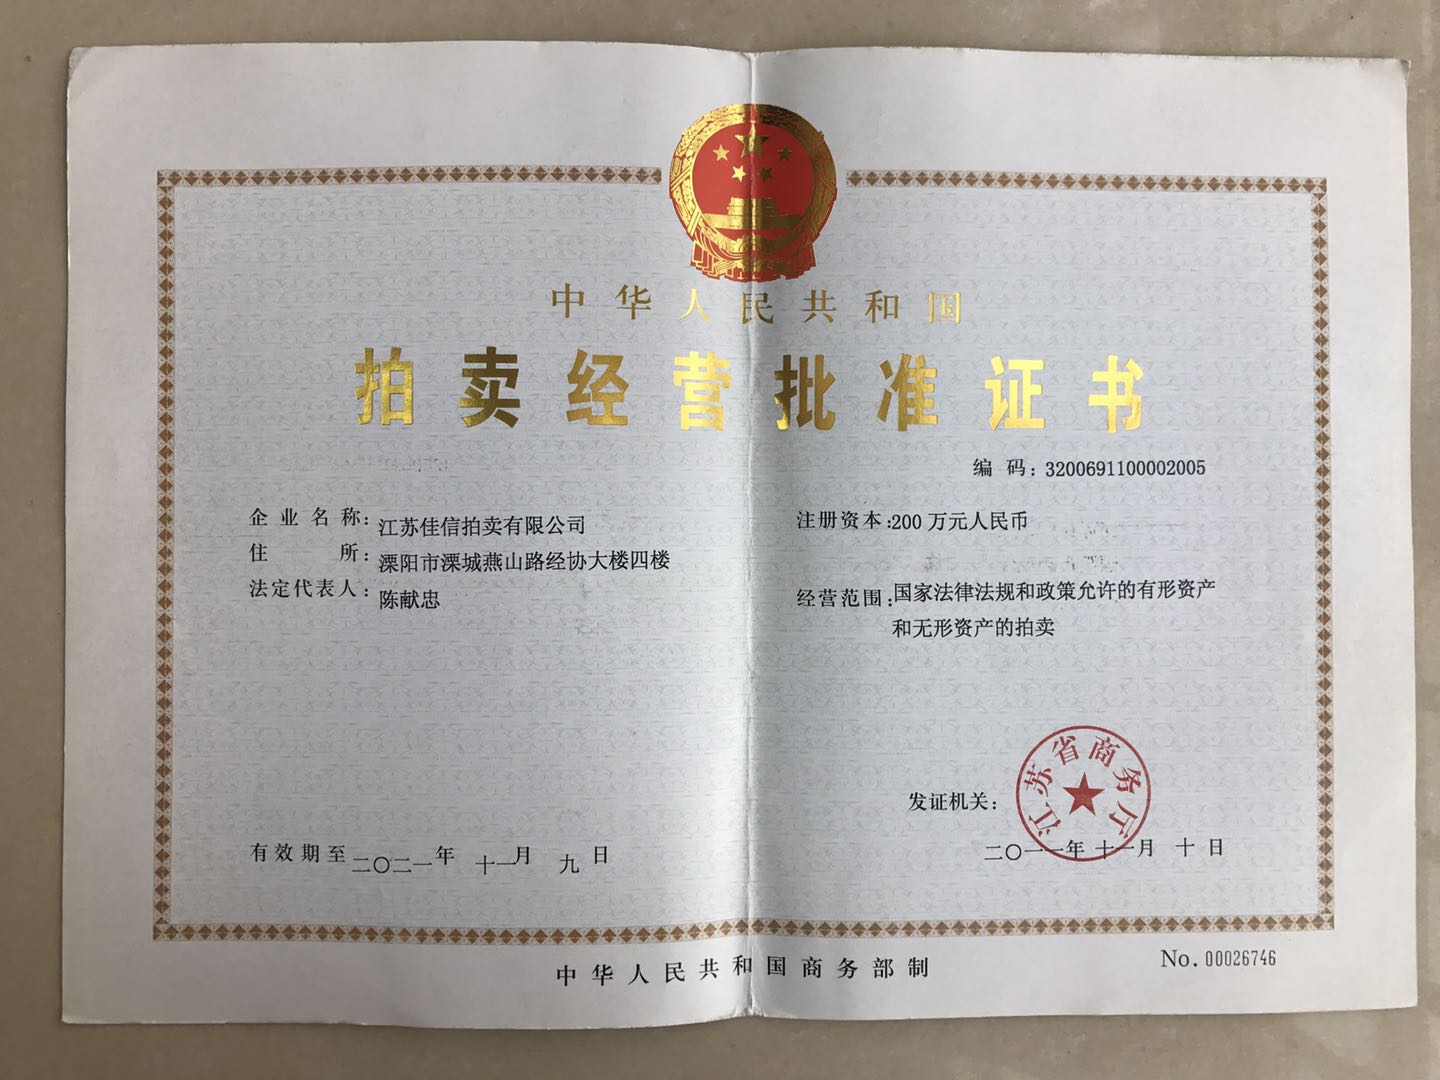 中华人民共和国
拍卖经营批准证书
编码：3200691100002005
企业名称：江苏佳信拍卖有限公司
住所：溧阳市溧城燕山路经协大楼四楼
法定代表人：陈献忠
注册资本：200万元人民币
经营范围：国家法律法规和政策允许的有形资产
和无形资产的拍卖
江苏省商务厅
发证机关：
二〇一一年十一月十日
有效期至二〇二一年十一月九日
中华人民共和国商务部制
No. 00026746